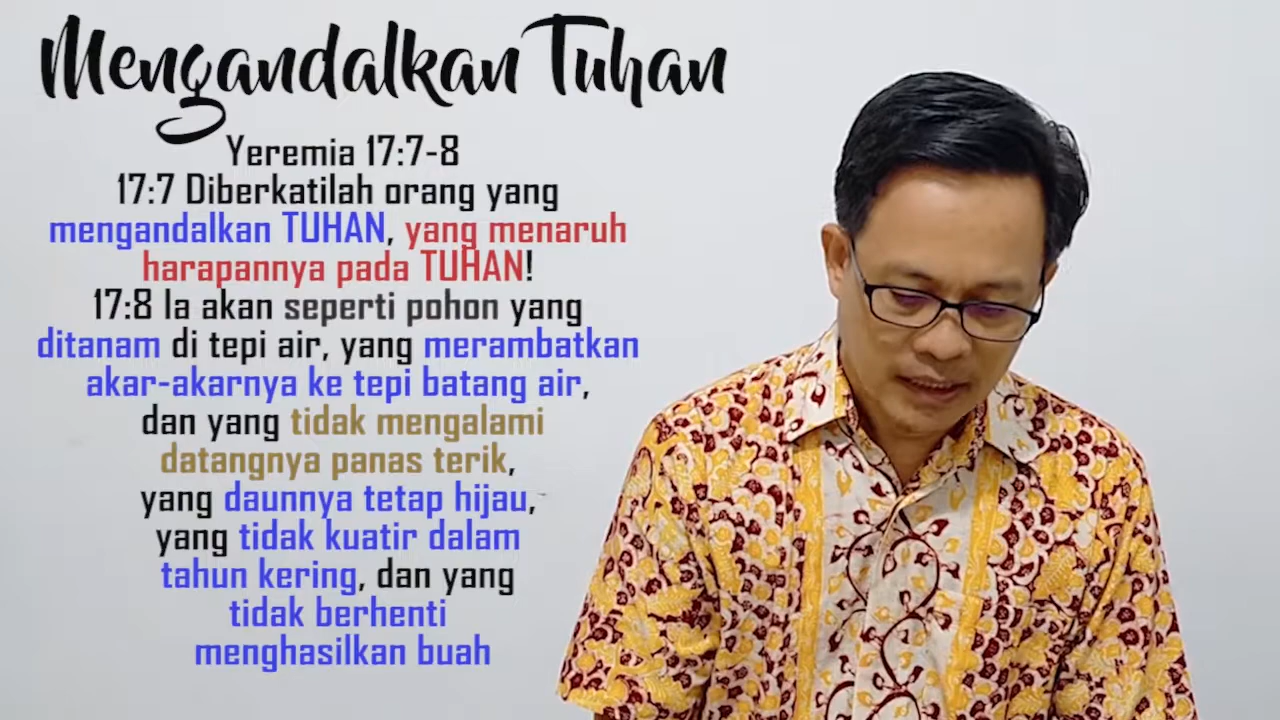 Mengandalkan Tuhan
Yeremia 17:7-8
17:7 Diberkatilah orang yang
mengandalkan TUHAN, yang menaruh
harapannya pada TUHAN!
17:8 Ia akan seperti pohon yang
ditanam di tepi air, yang merambatkan
akar-akarnya ke tepi batang air,
dan yang tidak mengalami
datangnya panas terik,
yang daunnya tetap hijau,
yang tidak kuatir dalam
tahun kering, dan yang
tidak berhenti
menghasilkan buah